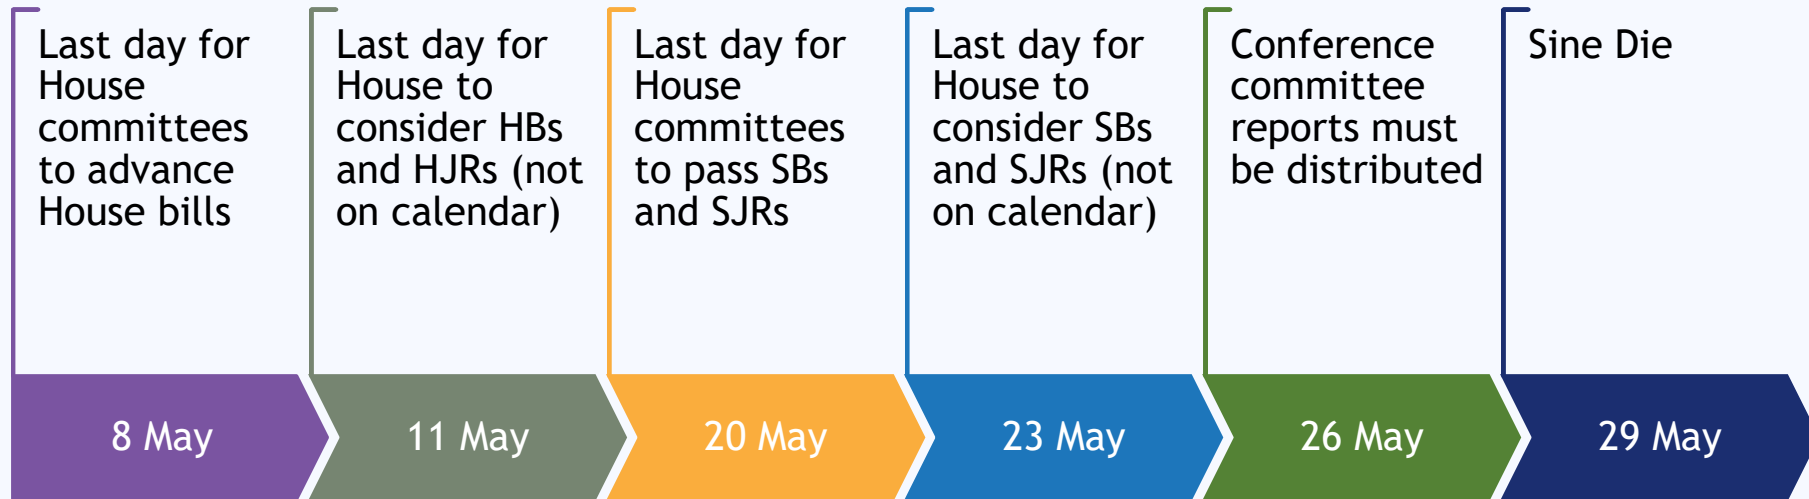 Last day for
House
committees
to advance
House bills
8 May
Last day for
House to
consider HBs
and HJRs (not
on calendar)
11 May
Last day for
House
committees
to pass SBs
and SJRs
20 May
Last day for
House to
consider SBs
and SJRs (not
on calendar)
23 May
Conference
committee
reports must
be distributed
26 May
Sine Die
29 May